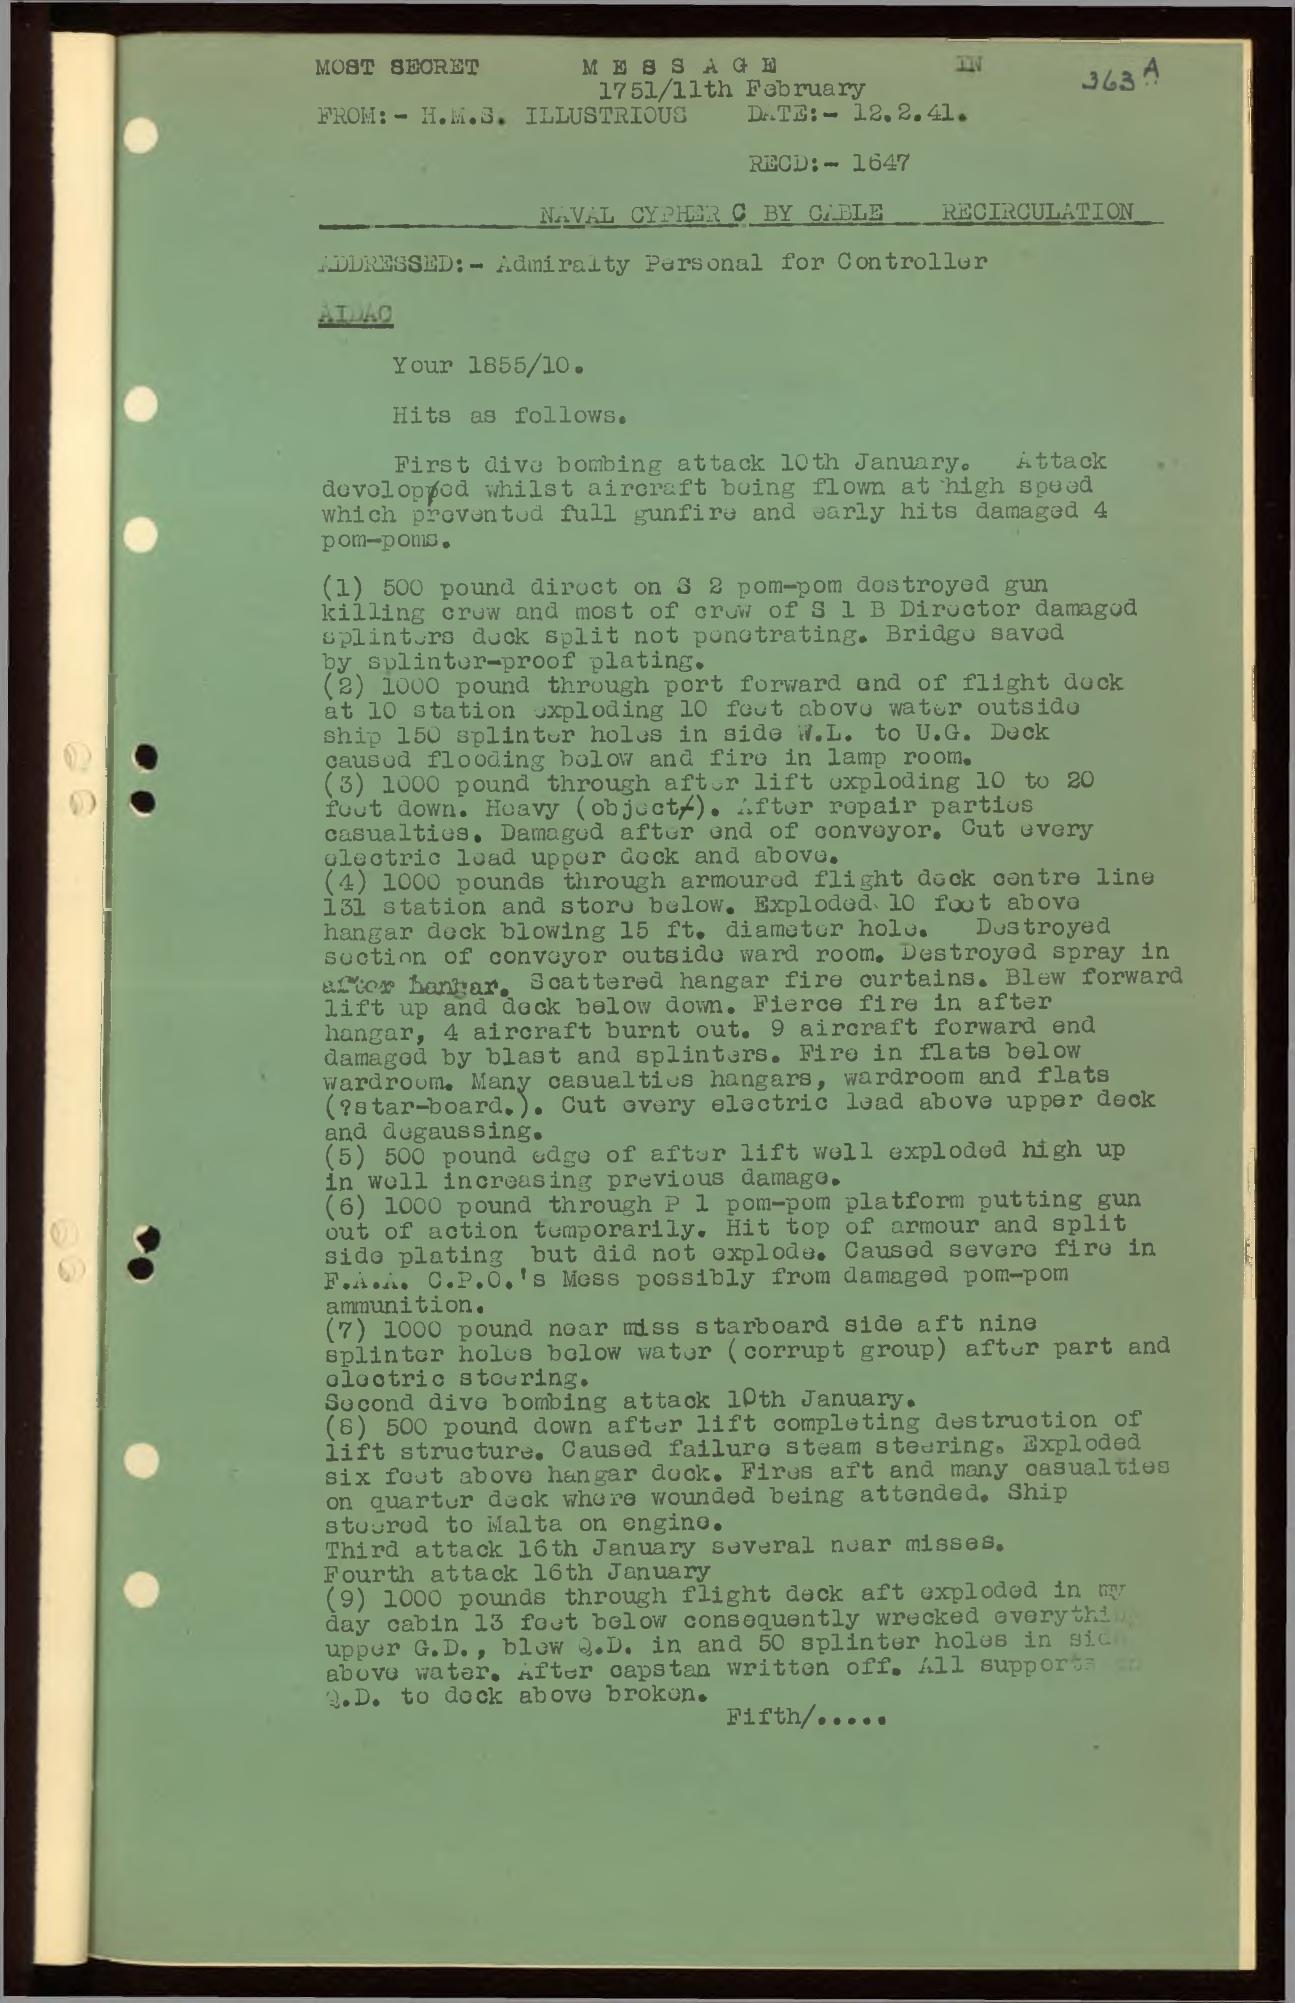 MOST SECRET M E S S A G E IN 363 A
1751/11th February
FROM:- H.M.S. ILLUSTRIOUS DATE:- 12.2.41.
RECD:- 1647
NAVAL CYPHER C BY CABLE RECIRCULATION
ADDRESSED:- Admiralty Personal for Controller
AIDAC
Your 1855/10.
Hits as follows.
First dive bombing attack 10th January. Attack
developped whilst aircraft being flown at high speed
which prevented full gunfire and early hits damaged 4
pom-poms.
(1) 500 pound direct on S 2 pom-pom destroyed gun
killing crew and most of crew of S 1 B Director damaged
splinters deck split not penetrating. Bridge saved
by splinter-proof plating.
(2) 1000 pound through port forward end of flight deck
at 10 station exploding 10 feet above water outside
ship 150 splinter holes in side W.L. to U.G. Deck
caused flooding below and fire in lamp room.
(3) 1000 pound through after lift exploding 10 to 20
feet down. Heavy (object/). After repair parties
casualties. Damaged after end of conveyor. Cut every
electric lead upper deck and above.
(4) 1000 pounds through armoured flight deck centre line
131 station and store below. Exploded 10 feet above
hangar deck blowing 15 ft. diameter hole. Destroyed
section of conveyor outside ward room. Destroyed spray in
after hangar. Scattered hangar fire curtains. Blew forward
lift up and deck below down. Fierce fire in after
hangar, 4 aircraft burnt out. 9 aircraft forward end
damaged by blast and splinters. Fire in flats below
wardroom. Many casualties hangars, wardroom and flats
(?star-board.). Cut every electric lead above upper deck
and degaussing.
(5) 500 pound edge of after lift well exploded high up
in well increasing previous damage.
(6) 1000 pound through P 1 pom-pom platform putting gun
out of action temporarily. Hit top of armour and split
side plating but did not explode. Caused severe fire in
F.A.A. C.P.O.'s Mess possibly from damaged pom-pom
ammunition.
(7) 1000 pound near miss starboard side aft nine
splinter holes below water (corrupt group) after part and
electric steering.
Second dive bombing attack 10th January.
(8) 500 pound down after lift completing destruction of
lift structure. Caused failure steam steering. Exploded
six feet above hangar deck. Fires aft and many casualties
on quarter deck where wounded being attended. Ship
steered to Malta on engine.
Third attack 16th January several near misses.
Fourth attack 16th January
(9) 1000 pounds through flight deck aft exploded in my
day cabin 13 feet below consequently wrecked everything
upper G.D., blew Q.D. in and 50 splinter holes in side
above water. After capstan written off. All supports on
Q.D. to deck above broken.
Fifth/.....